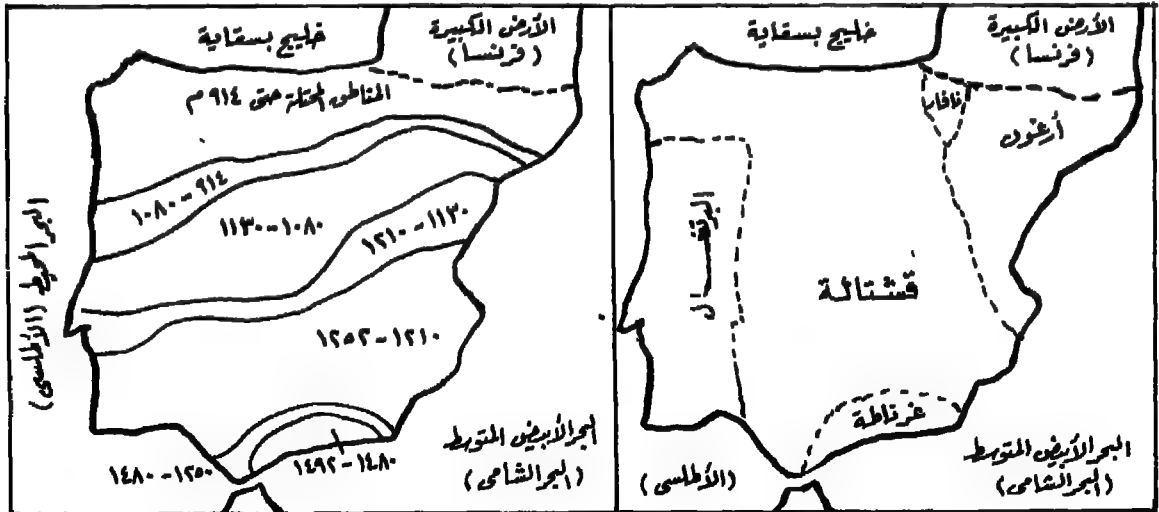 خليج بسقاية
الأرض الكبيرة
(فرنسا)
المناطق المحتلة حتى ٩١٤ م
٩١٤-١٠٨٠
١٠٨٠-١١٣٠
١١٣٠-١٢١٠
١٢١٠-١٢٥٢
١٢٥٠-١٤٨٠
١٤٨٠-١٤٩٢
البحر المحيط (الأطلسي)
البحر الأبيض المتوسط
(البحر الشامي)
خليج بسقاية
الأرض الكبيرة
(فرنسا)
نافار
أرغون
البرتغال
قشتالة
غرناطة
(الأطلسي)
البحر الأبيض المتوسط
(البحر الشامي)